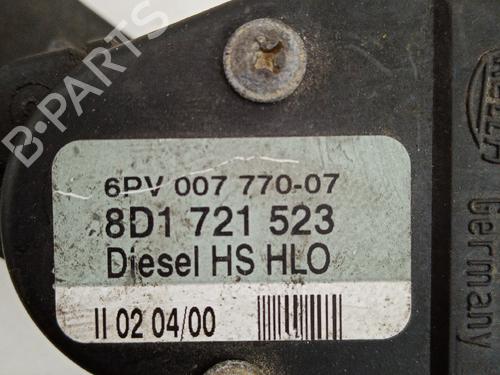 B-PARTS
6PV 007 770-07
8D1 721 523
Diesel HS HLO
II 02 04/00
HELLA
Germany